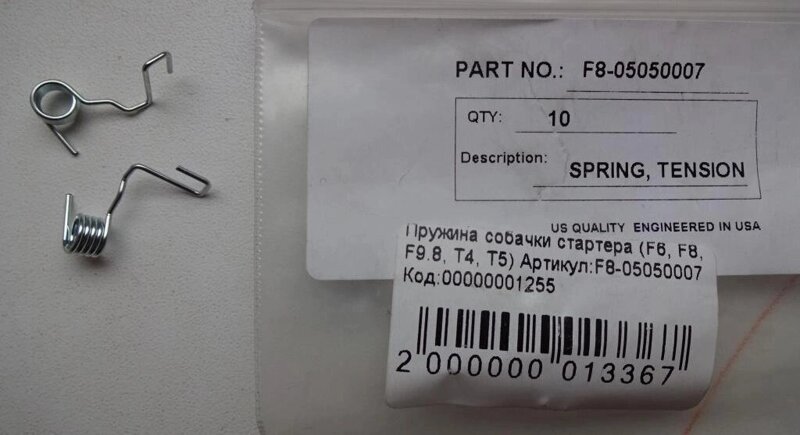 PART NO.: F8-05050007
QTY: 10
Description: SPRING, TENSION
US QUALITY ENGINEERED IN USA
Пружина собачки стартера (F6, F8,
F9.8, T4, T5) Артикул:F8-05050007
Код:00000001255
2 000000 013367